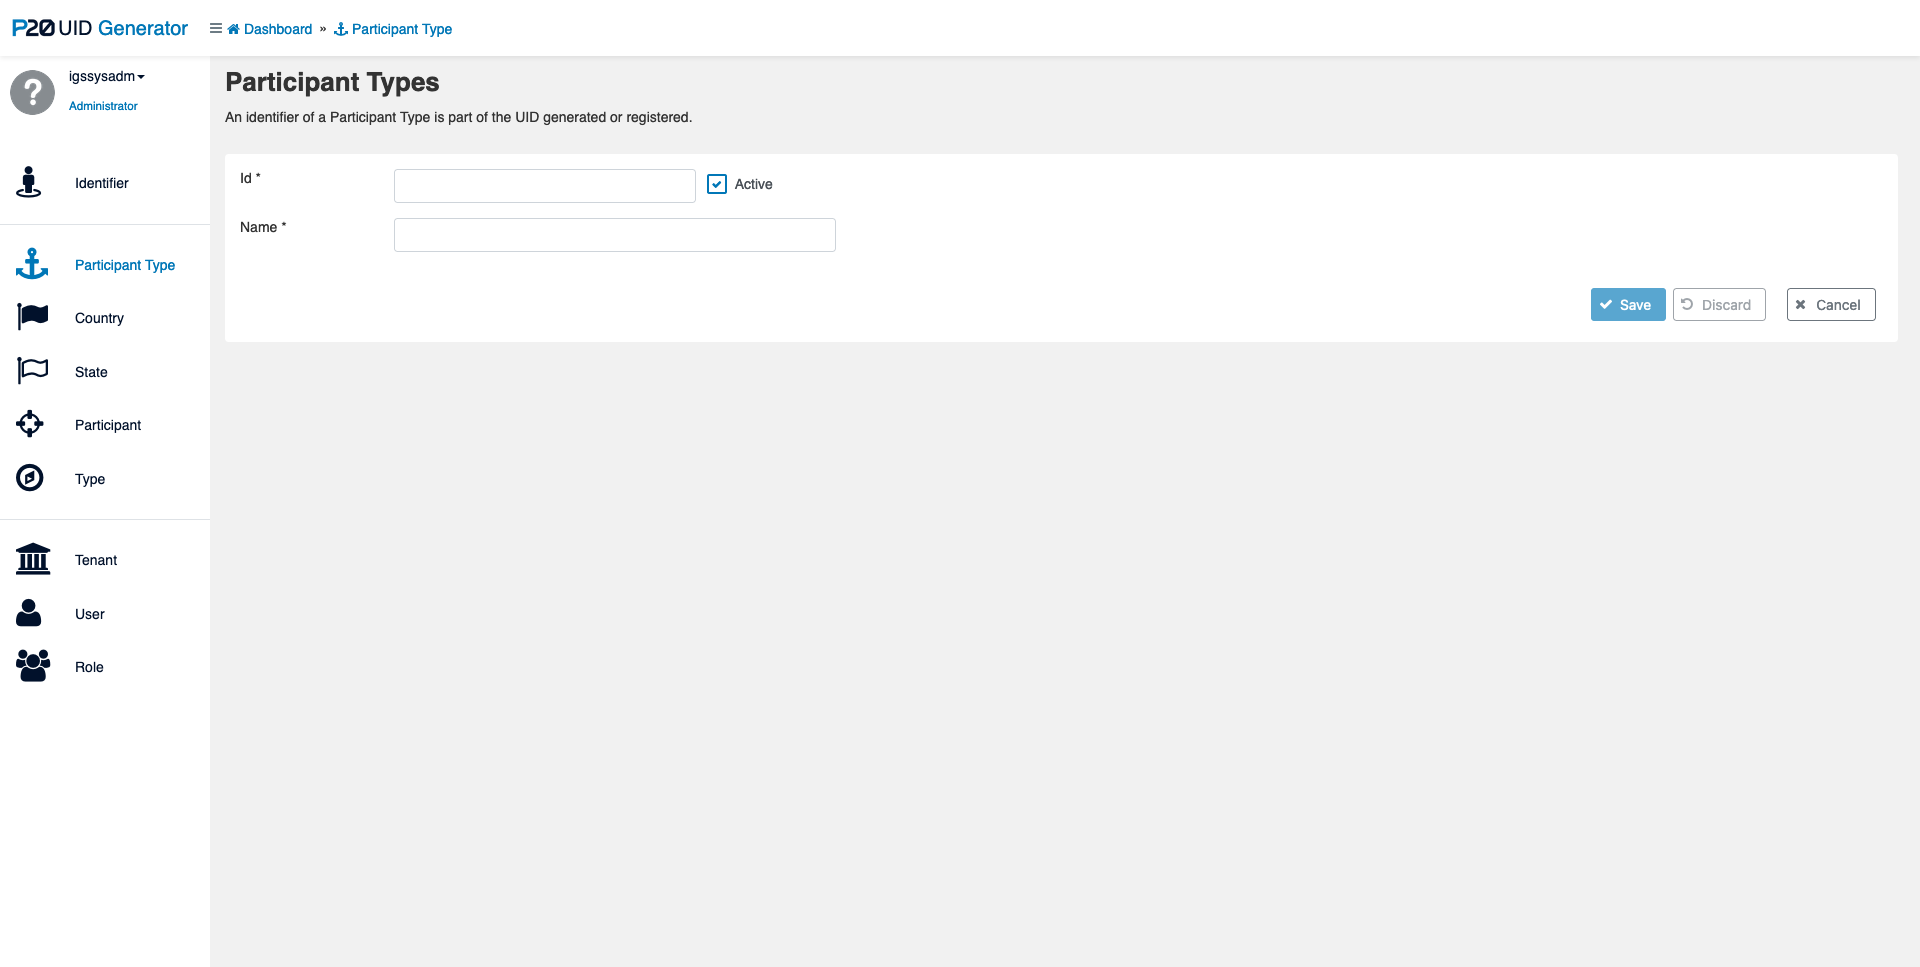 P20 UID Generator
Dashboard » Participant Type
igssysadm
Administrator
Identifier
Participant Type
Country
State
Participant
Type
Tenant
User
Role
Participant Types
An identifier of a Participant Type is part of the UID generated or registered.
Id *
Active
Name *
Save
Discard
Cancel